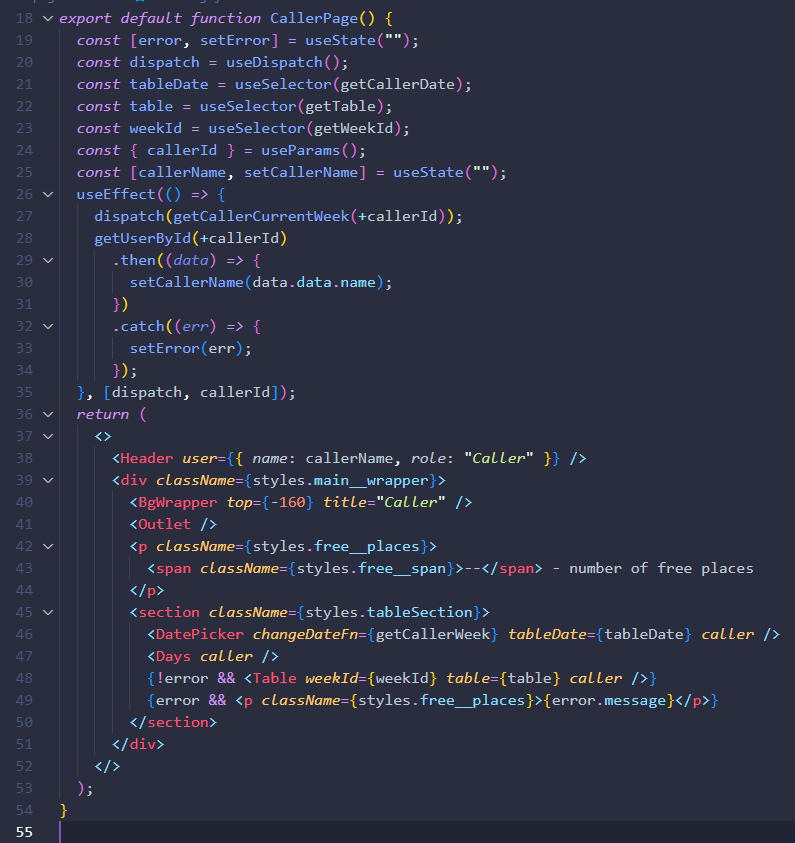 18 export default function CallerPage() {
19 const [error, setError] = useState("");
20 const dispatch = useDispatch();
21 const tableDate = useSelector(getCallerDate);
22 const table = useSelector(getTable);
23 const weekId = useSelector(getWeekId);
24 const { callerId } = useParams();
25 const [callerName, setCallerName] = useState("");
26 useEffect(() => {
27 dispatch(getCallerCurrentWeek(+callerId));
28 getUserById(+callerId)
29 .then((data) => {
30 setCallerName(data.data.name);
31 })
32 .catch((err) => {
33 setError(err);
34 });
35 }, [dispatch, callerId]);
36 return (
37 <>
38 <Header user={{ name: callerName, role: "Caller" }} />
39 <div className={styles.main__wrapper}>
40 <BgWrapper top={-160} title="Caller" />
41 <Outlet />
42 <p className={styles.free__places}>
43 <span className={styles.free__span}>--</span> - number of free places
44 </p>
45 <section className={styles.tableSection}>
46 <DatePicker changeDateFn={getCallerWeek} tableDate={tableDate} caller />
47 <Days caller />
48 {!error && <Table weekId={weekId} table={table} caller />}
49 {error && <p className={styles.free__places}>{error.message}</p>}
50 </section>
51 </div>
52 </>
53 );
54 }
55